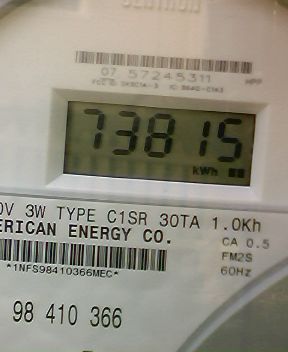 CENTRON
07 57245311
73815
kWh
0V 3W TYPE C1SR 30TA 1.0Kh
ERICAN ENERGY CO.
CA 0.5
FM2S
60Hz
*1NFS98410366MEC*
98 410 366